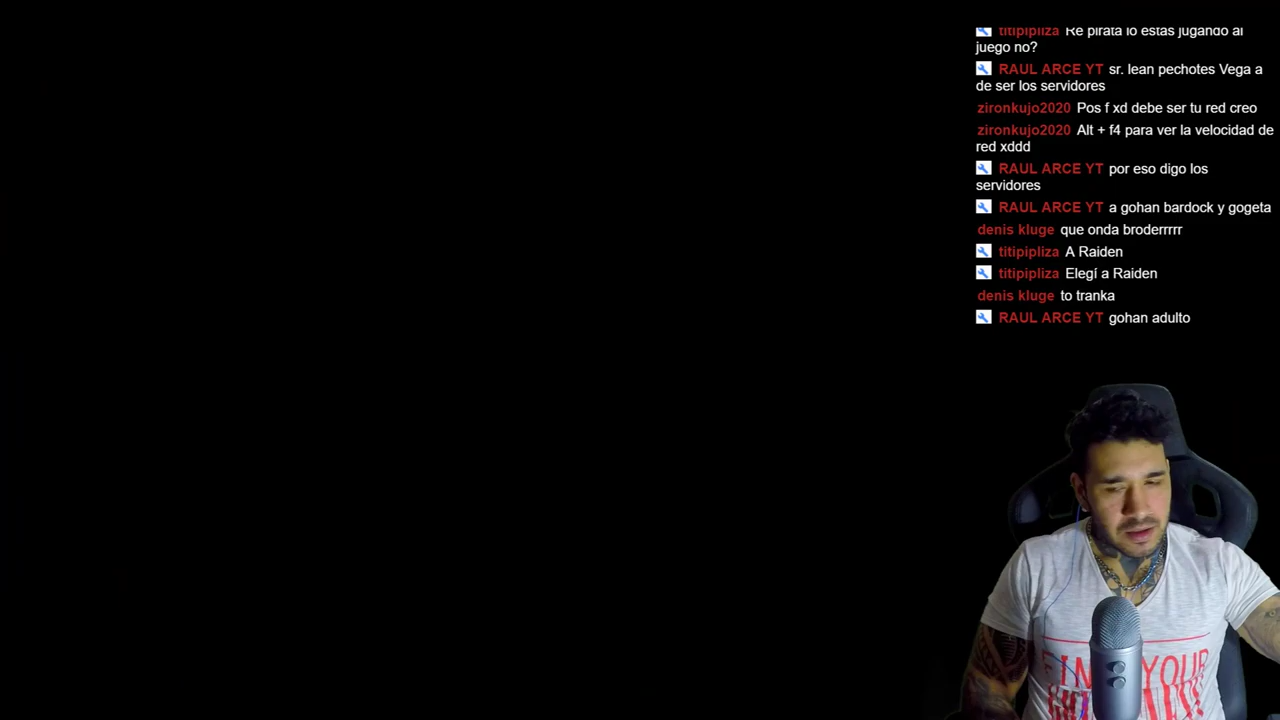 titipipliza Re pirata lo estas jugando al
juego no?
RAUL ARCE YT sr. lean pechotes Vega a
de ser los servidores
zironkujo2020 Pos f xd debe ser tu red creo
zironkujo2020 Alt + f4 para ver la velocidad de
red xddd
RAUL ARCE YT por eso digo los
servidores
RAUL ARCE YT a gohan bardock y gogeta
denis kluge que onda broderrrrr
titipipliza A Raiden
titipipliza Elegí a Raiden
denis kluge to tranka
RAUL ARCE YT gohan adulto
FIND YOUR